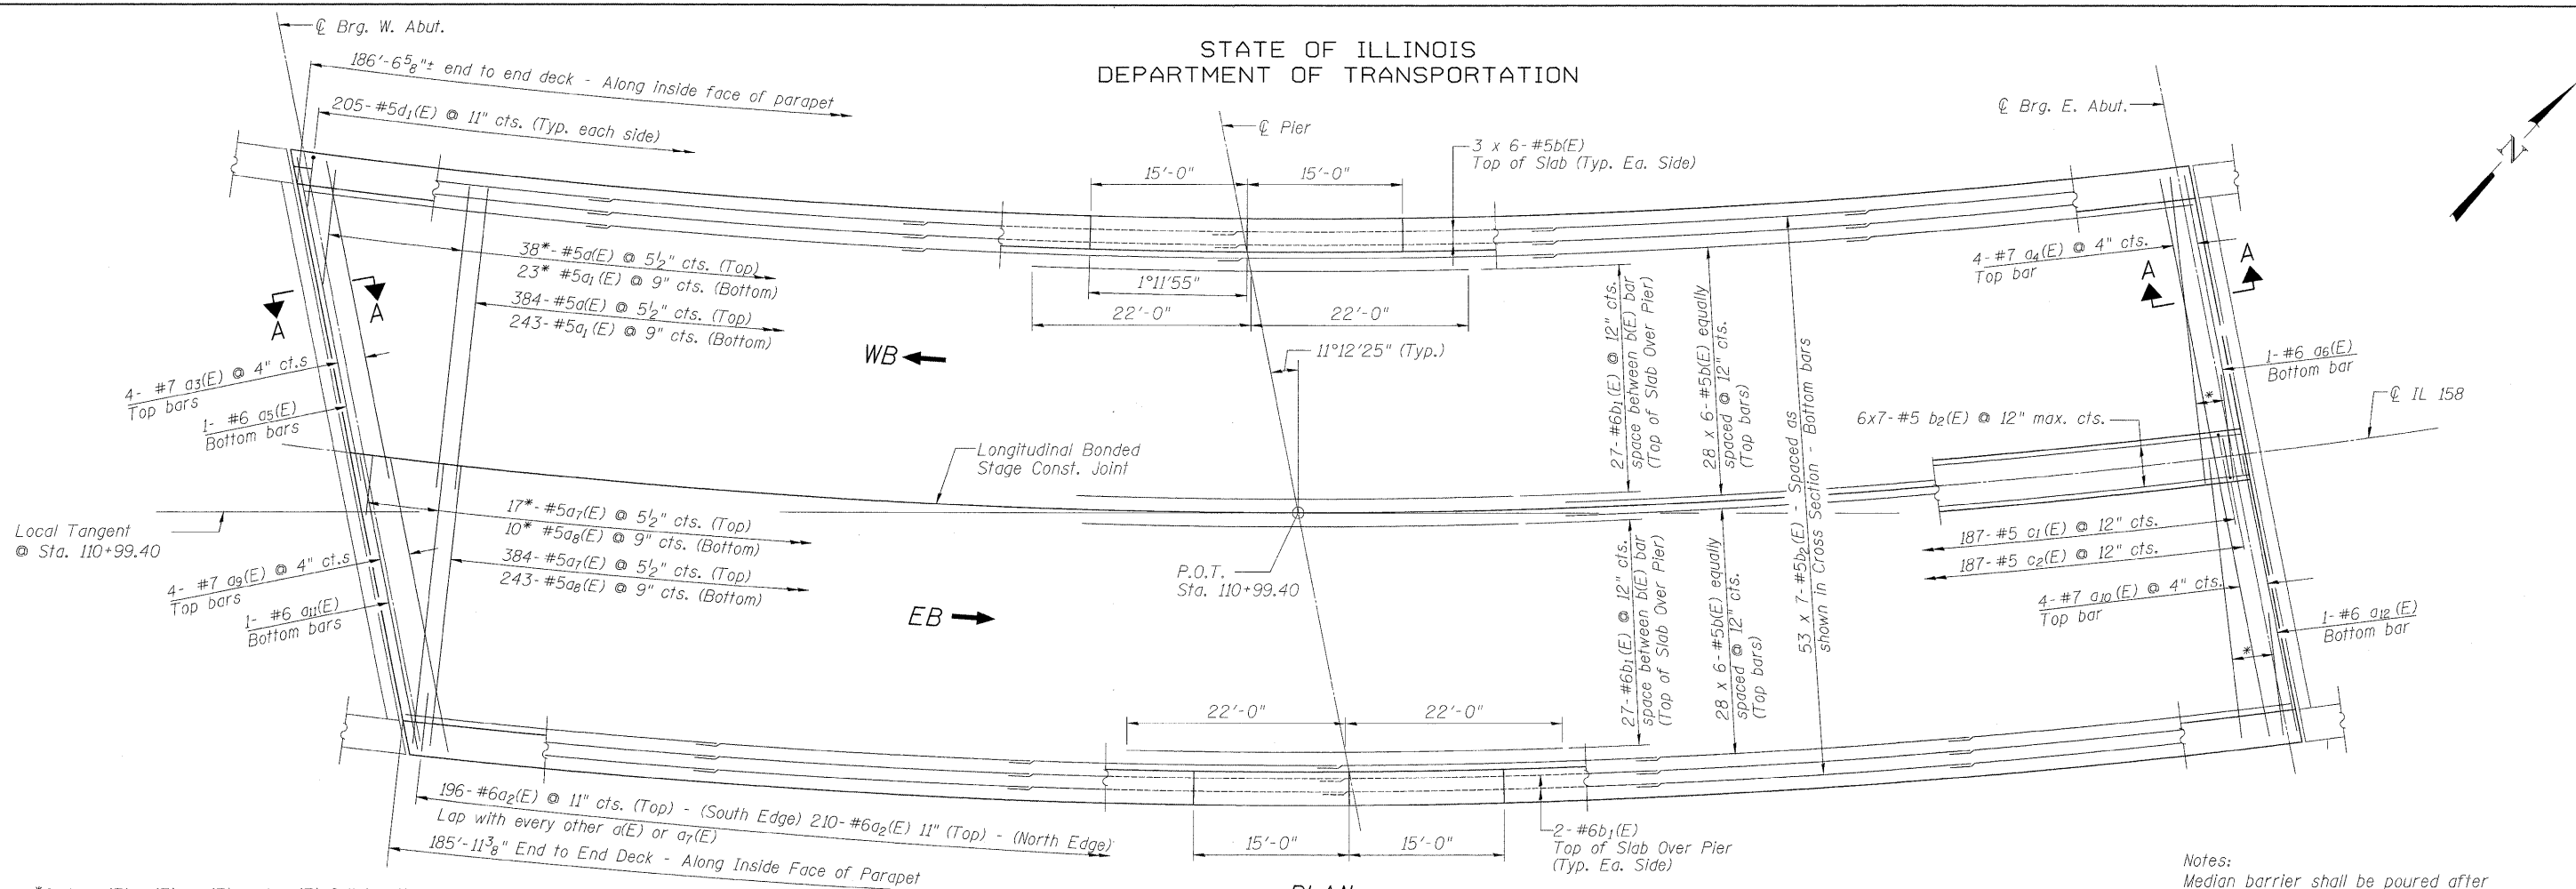 STATE OF ILLINOIS
DEPARTMENT OF TRANSPORTATION
℄ Brg. W. Abut.
186'-6 5/8"± end to end deck - Along inside face of parapet
205-#5d1(E) @ 11" cts. (Typ. each side)
℄ Pier
℄ Brg. E. Abut.
N
3 x 6-#5b(E)
Top of Slab (Typ. Ea. Side)
15'-0"
15'-0"
38*-#5a(E) @ 5 1/2" cts. (Top)
23* #5a1(E) @ 9" cts. (Bottom)
384-#5a(E) @ 5 1/2" cts. (Top)
243-#5a1(E) @ 9" cts. (Bottom)
1°11'55"
22'-0"
22'-0"
4-#7 a4(E) @ 4" cts.
Top bar
A
A
A
A
WB
11°12'25" (Typ.)
27-#6b1(E) @ 12" cts.
space between b(E) bar
(Top of Slab Over Pier)
28 x 6-#5b(E) equally
spaced @ 12" cts.
(Top bars)
53 x 7-#5b2(E) - Spaced as
shown in Cross Section - Bottom bars
1-#6 a6(E)
Bottom bar
4- #7 a3(E) @ 4" ct.s
Top bars
1- #6 a5(E)
Bottom bars
*
℄ IL 158
6x7-#5 b2(E) @ 12" max. cts.
Longitudinal Bonded
Stage Const. Joint
Local Tangent
@ Sta. 110+99.40
17*-#5a7(E) @ 5 1/2" cts. (Top)
10* #5a8(E) @ 9" cts. (Bottom)
384-#5a7(E) @ 5 1/2" cts. (Top)
243-#5a8(E) @ 9" cts. (Bottom)
P.O.T.
Sta. 110+99.40
187-#5 c1(E) @ 12" cts.
187-#5 c2(E) @ 12" cts.
4-#7 a10(E) @ 4" cts.
Top bar
4- #7 a9(E) @ 4" ct.s
Top bars
1- #6 a11(E)
Bottom bars
EB
27-#6b1(E) @ 12" cts.
space between b(E) bar
(Top of Slab Over Pier)
28 x 6-#5b(E) equally
spaced @ 12" cts.
(Top bars)
1-#6 a12(E)
Bottom bar
*
22'-0"
22'-0"
196-#6a2(E) @ 11" cts. (Top) - (South Edge) 210-#6a2(E) 11" (Top) - (North Edge)
Lap with every other a(E) or a7(E)
185'-11 3/8" End to End Deck - Along Inside Face of Parapet
15'-0"
15'-0"
2-#6b1(E)
Top of Slab Over Pier
(Typ. Ea. Side)
Notes:
Median barrier shall be poured after
PLAN